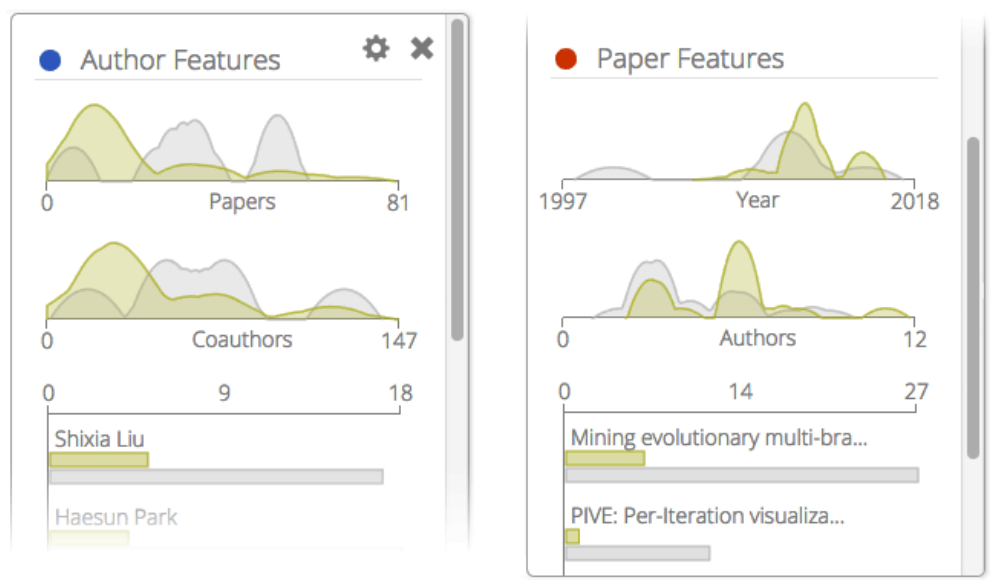 Author Features
0 Papers 81
0 Coauthors 147
0 9 18
Shixia Liu
Haesun Park
Paper Features
1997 Year 2018
0 Authors 12
0 14 27
Mining evolutionary multi-bra...
PIVE: Per-Iteration visualiza...